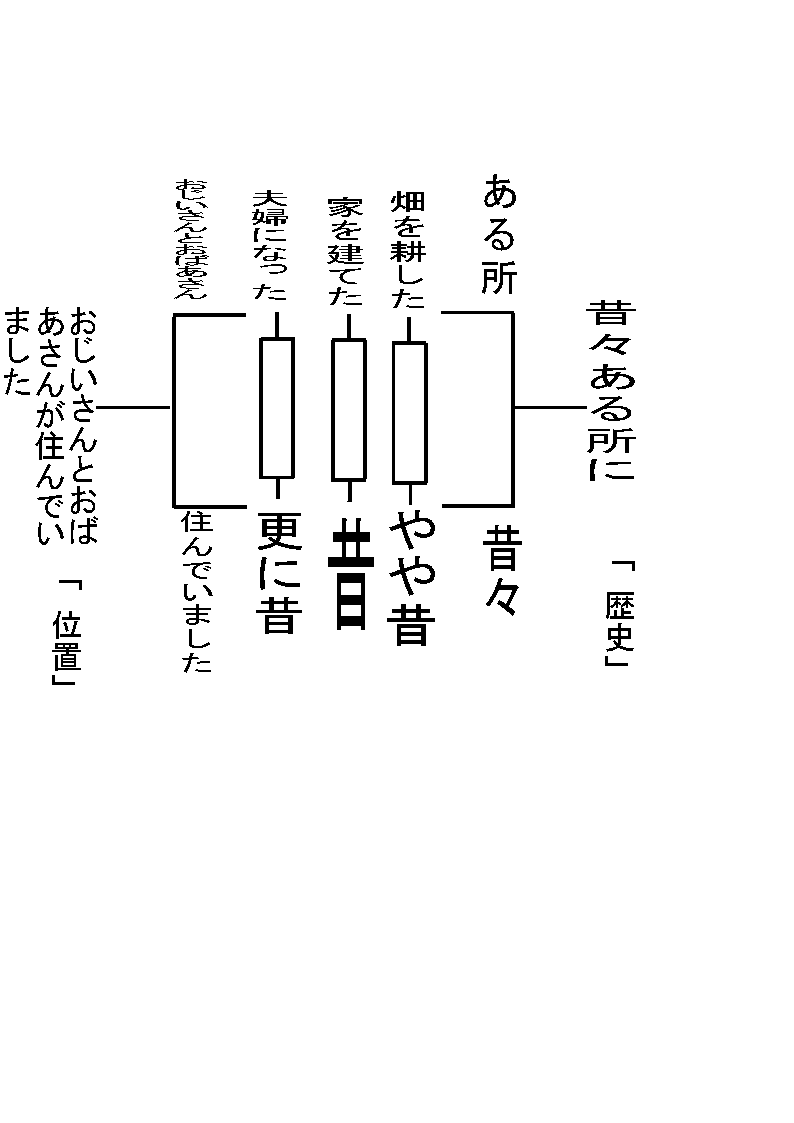 昔々ある所に
「歴史」
ある所
昔々
畑を耕した
やや昔
家を建てた
昔
夫婦になった
更に昔
おじいさんとおばあさん
住んでいました
おじいさんとおば
あさんが住んでい
ました
「位置」